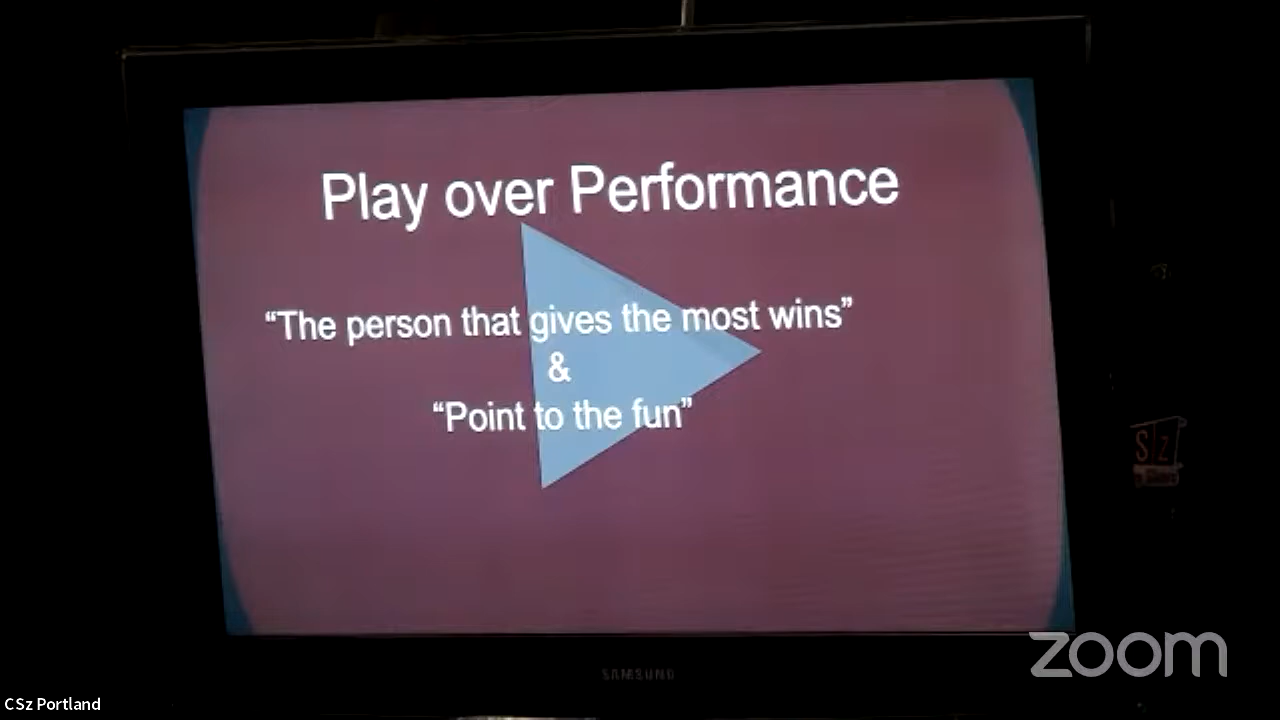 Play over Performance
“The person that gives the most wins”
&
“Point to the fun”
S|Z
SAMSUNG
zoom
CSz Portland